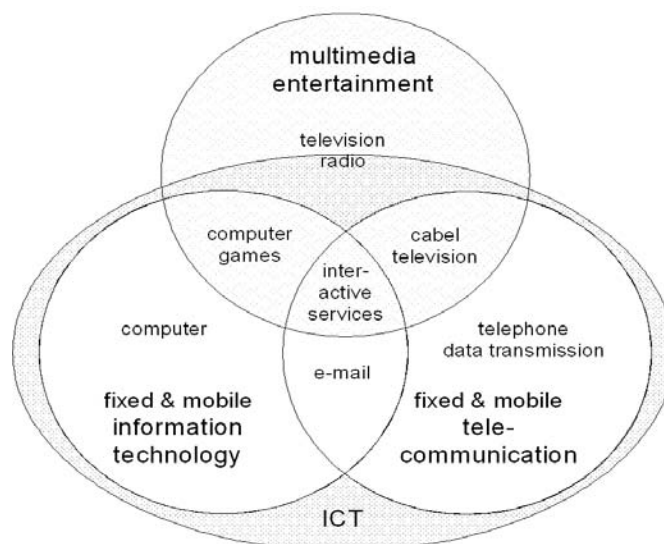 multimedia
entertainment
television
radio
computer
games
cabel
television
inter-
active
services
computer
telephone
data transmission
e-mail
fixed & mobile
information
technology
fixed & mobile
tele-
communication
ICT